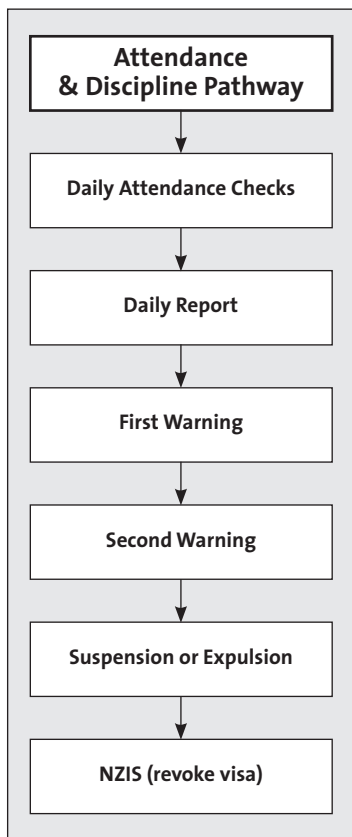 Attendance
& Discipline Pathway
Daily Attendance Checks
Daily Report
First Warning
Second Warning
Suspension or Expulsion
NZIS (revoke visa)